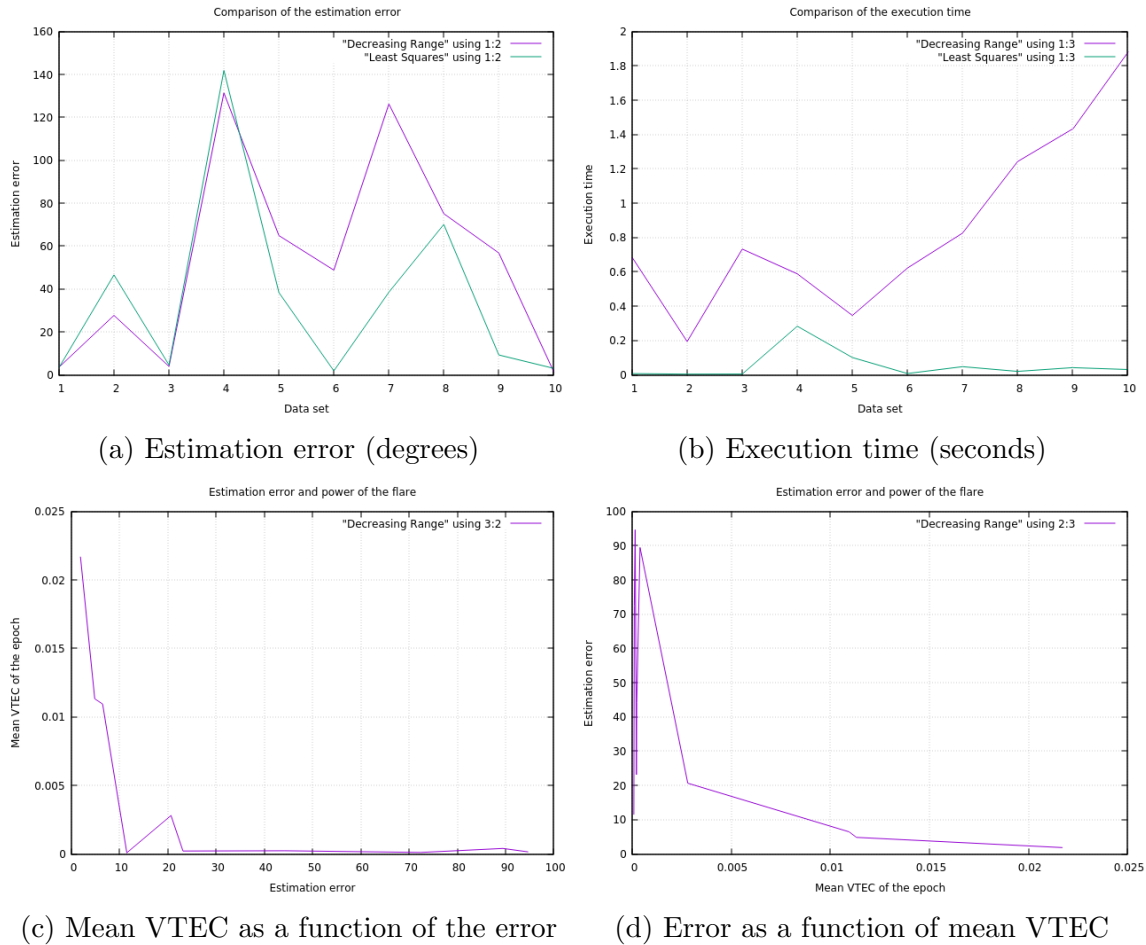 Comparison of the estimation error
"Decreasing Range" using 1:2
"Least Squares" using 1:2
160
140
120
100
80
60
40
20
0
Estimation error
1 2 3 4 5 6 7 8 9 10
Data set
(a) Estimation error (degrees)
Comparison of the execution time
"Decreasing Range" using 1:3
"Least Squares" using 1:3
2
1.8
1.6
1.4
1.2
1
0.8
0.6
0.4
0.2
0
Execution time
1 2 3 4 5 6 7 8 9 10
Data set
(b) Execution time (seconds)
Estimation error and power of the flare
"Decreasing Range" using 3:2
0.025
0.02
0.015
0.01
0.005
0
Mean VTEC of the epoch
0 10 20 30 40 50 60 70 80 90 100
Estimation error
(c) Mean VTEC as a function of the error
Estimation error and power of the flare
"Decreasing Range" using 2:3
100
90
80
70
60
50
40
30
20
10
0
Estimation error
0 0.005 0.01 0.015 0.02 0.025
Mean VTEC of the epoch
(d) Error as a function of mean VTEC